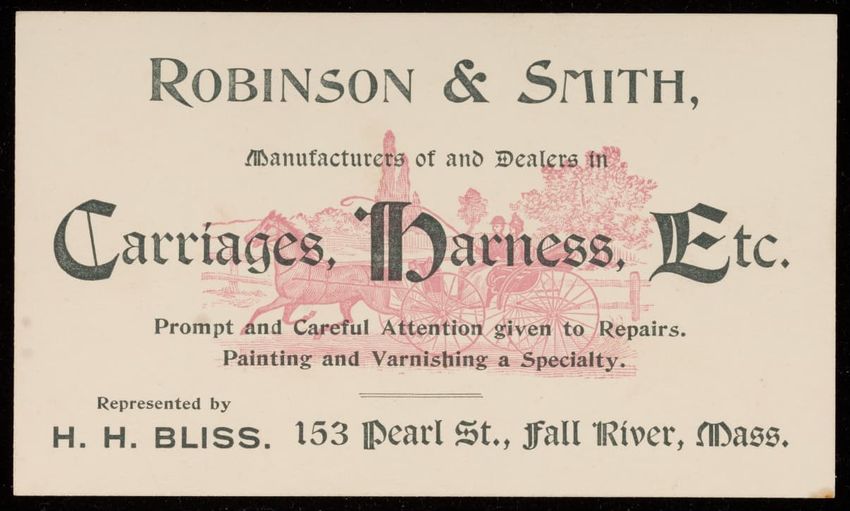 ROBINSON & SMITH,
Manufacturers of and Dealers in
Carriages, Harness, Etc.
Prompt and Careful Attention given to Repairs.
Painting and Varnishing a Specialty.
Represented by
H. H. BLISS. 153 Pearl St., Fall River, Mass.